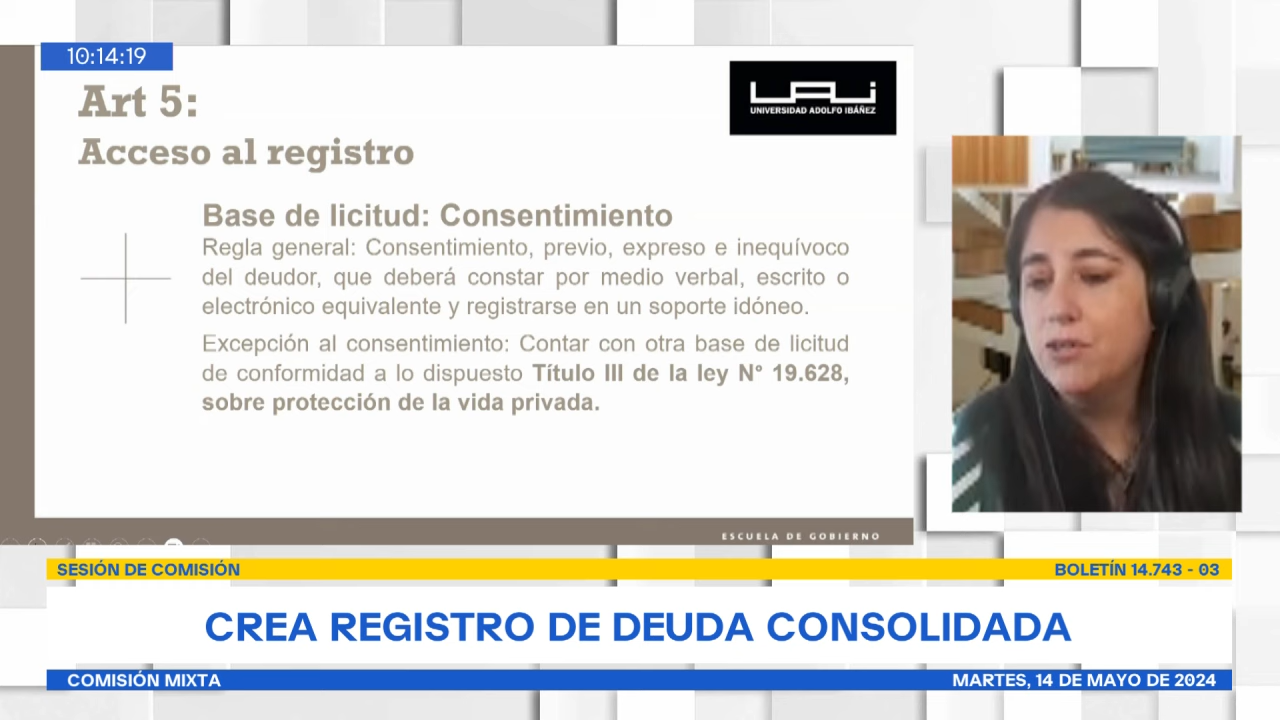 10:14:19
Art 5:
Acceso al registro
UAi
UNIVERSIDAD ADOLFO IBÁÑEZ
Base de licitud: Consentimiento
Regla general: Consentimiento, previo, expreso e inequívoco
del deudor, que deberá constar por medio verbal, escrito o
electrónico equivalente y registrarse en un soporte idóneo.
Excepción al consentimiento: Contar con otra base de licitud
de conformidad a lo dispuesto Título III de la ley N° 19.628,
sobre protección de la vida privada.
ESCUELA DE GOBIERNO
SESIÓN DE COMISIÓN
BOLETÍN 14.743 - 03
CREA REGISTRO DE DEUDA CONSOLIDADA
COMISIÓN MIXTA
MARTES, 14 DE MAYO DE 2024